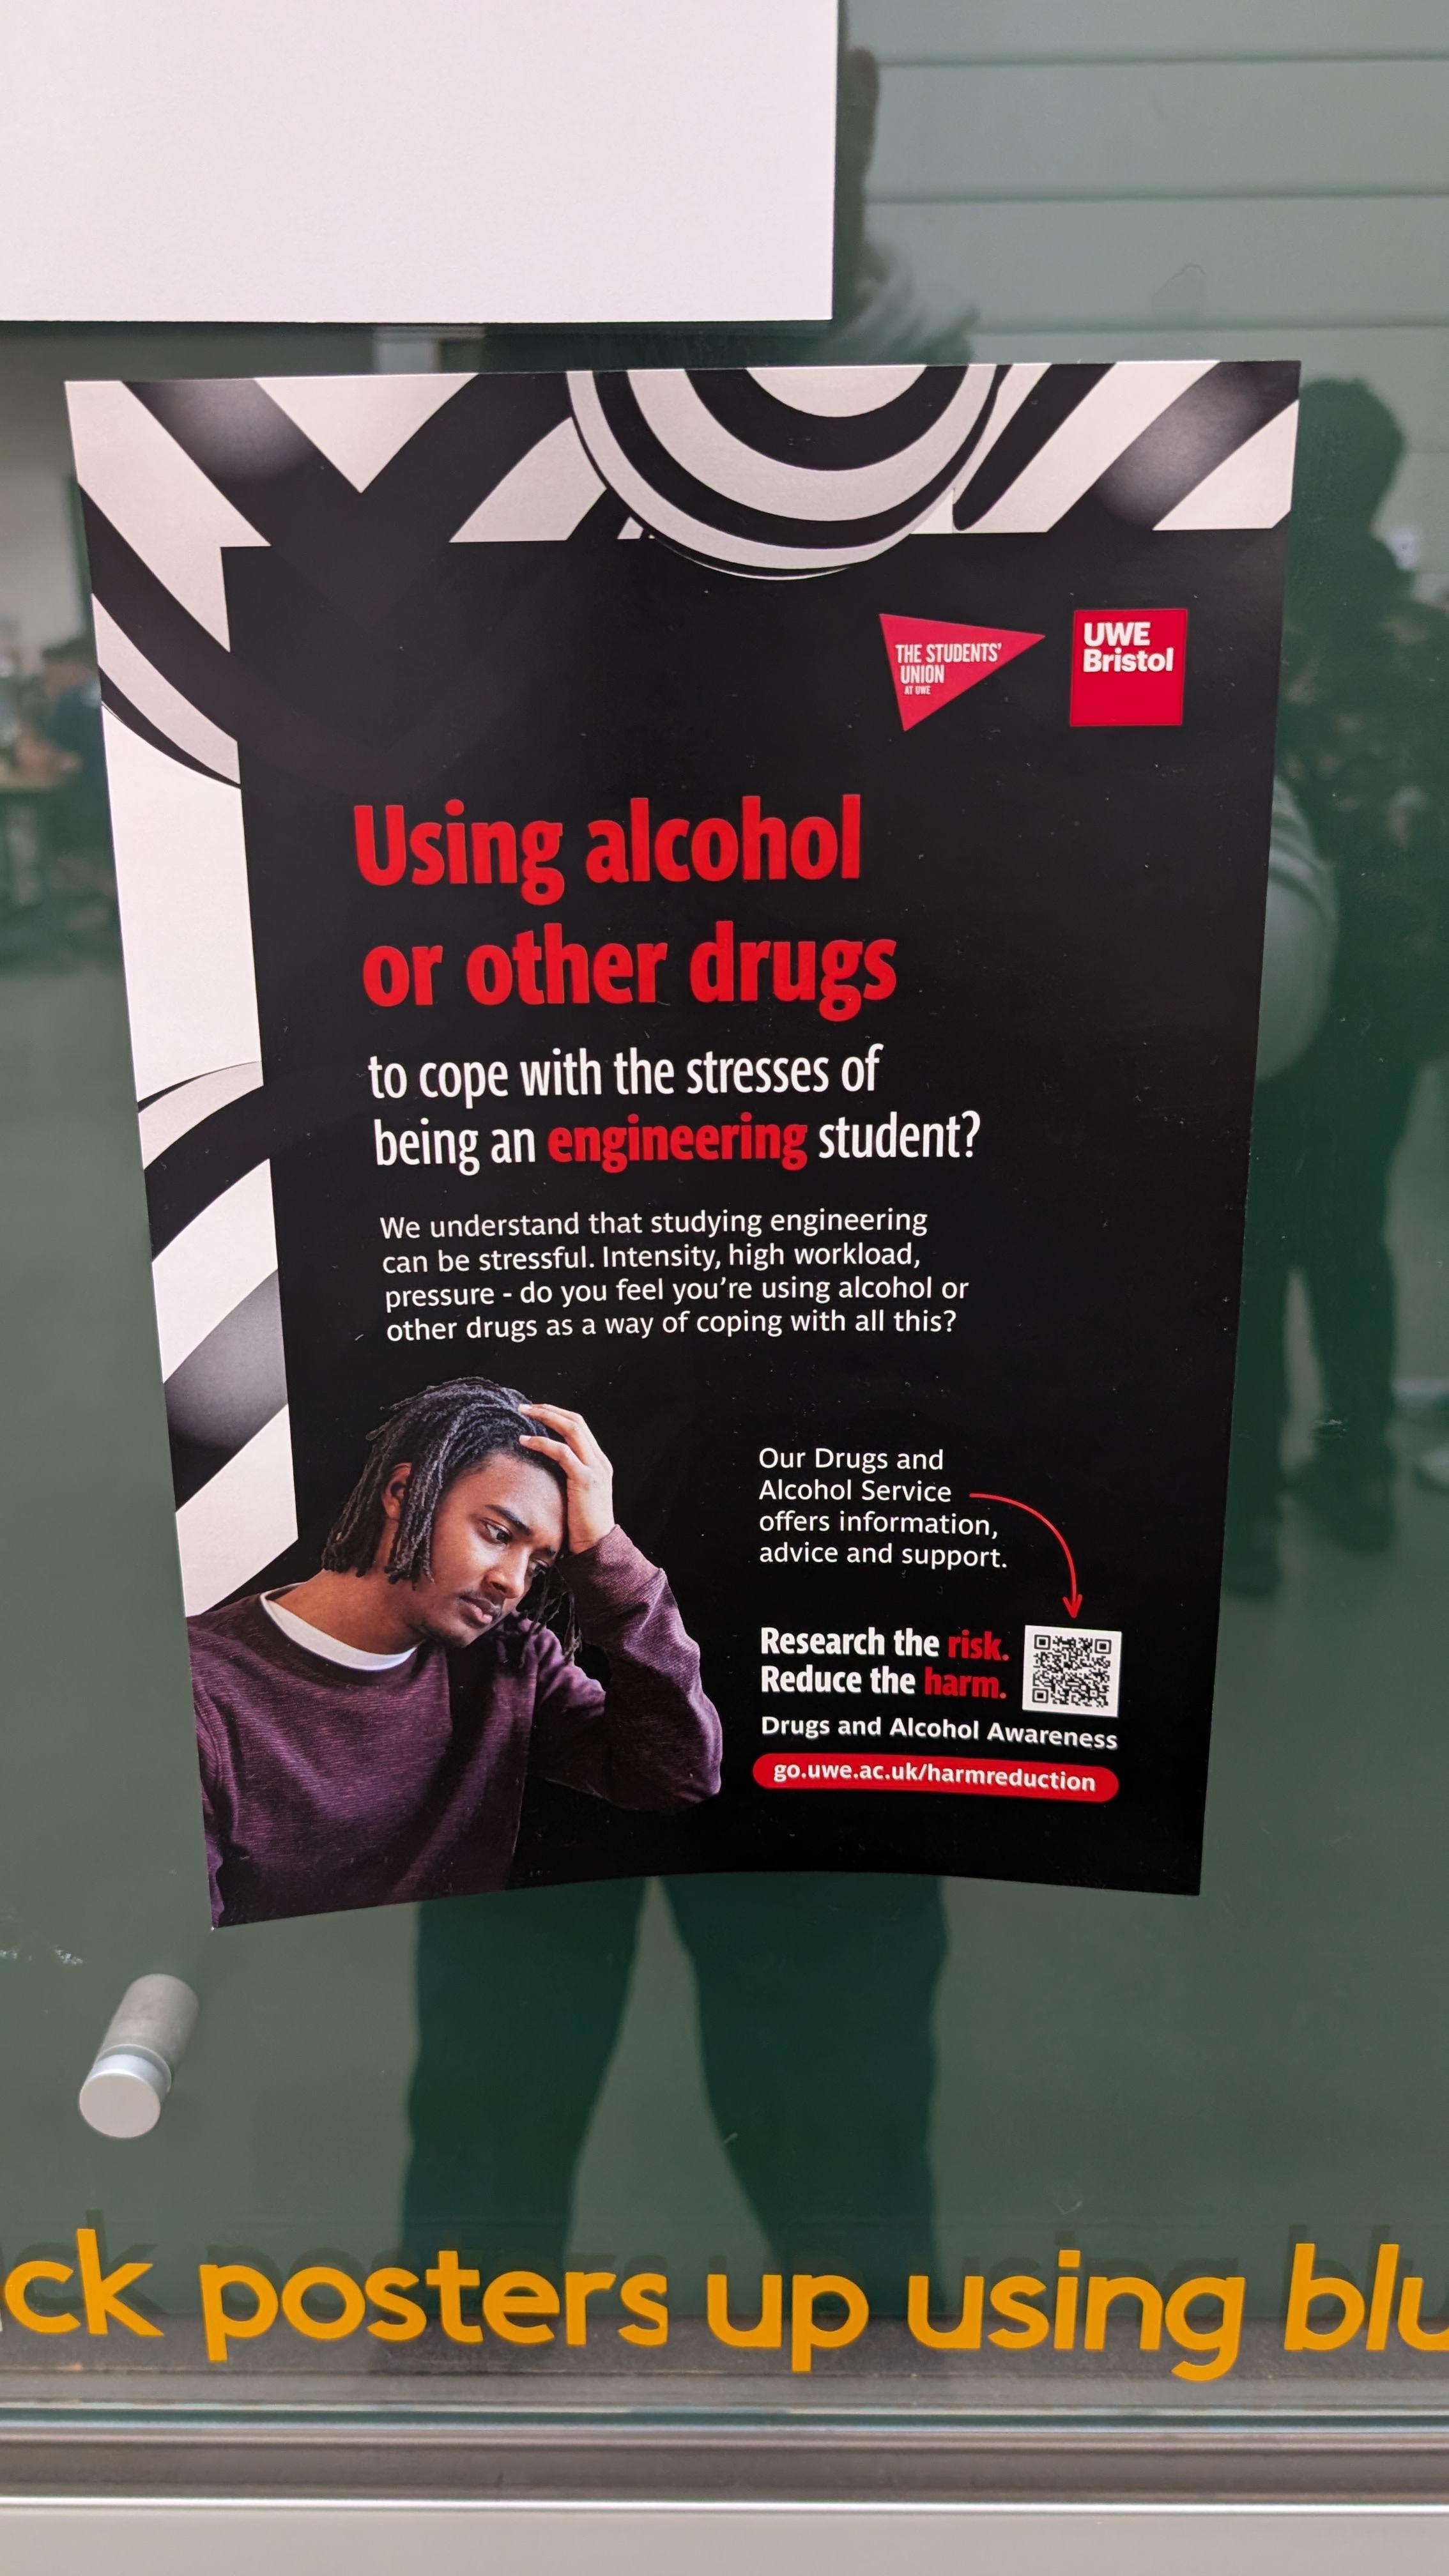 THE STUDENTS'
UNION
AT UWE
UWE
Bristol
Using alcohol
or other drugs
to cope with the stresses of
being an engineering student?
We understand that studying engineering
can be stressful. Intensity, high workload,
pressure - do you feel you're using alcohol or
other drugs as a way of coping with all this?
Our Drugs and
Alcohol Service
offers information,
advice and support.
Research the risk.
Reduce the harm.
Drugs and Alcohol Awareness
go.uwe.ac.uk/harmreduction
ck posters up using blu